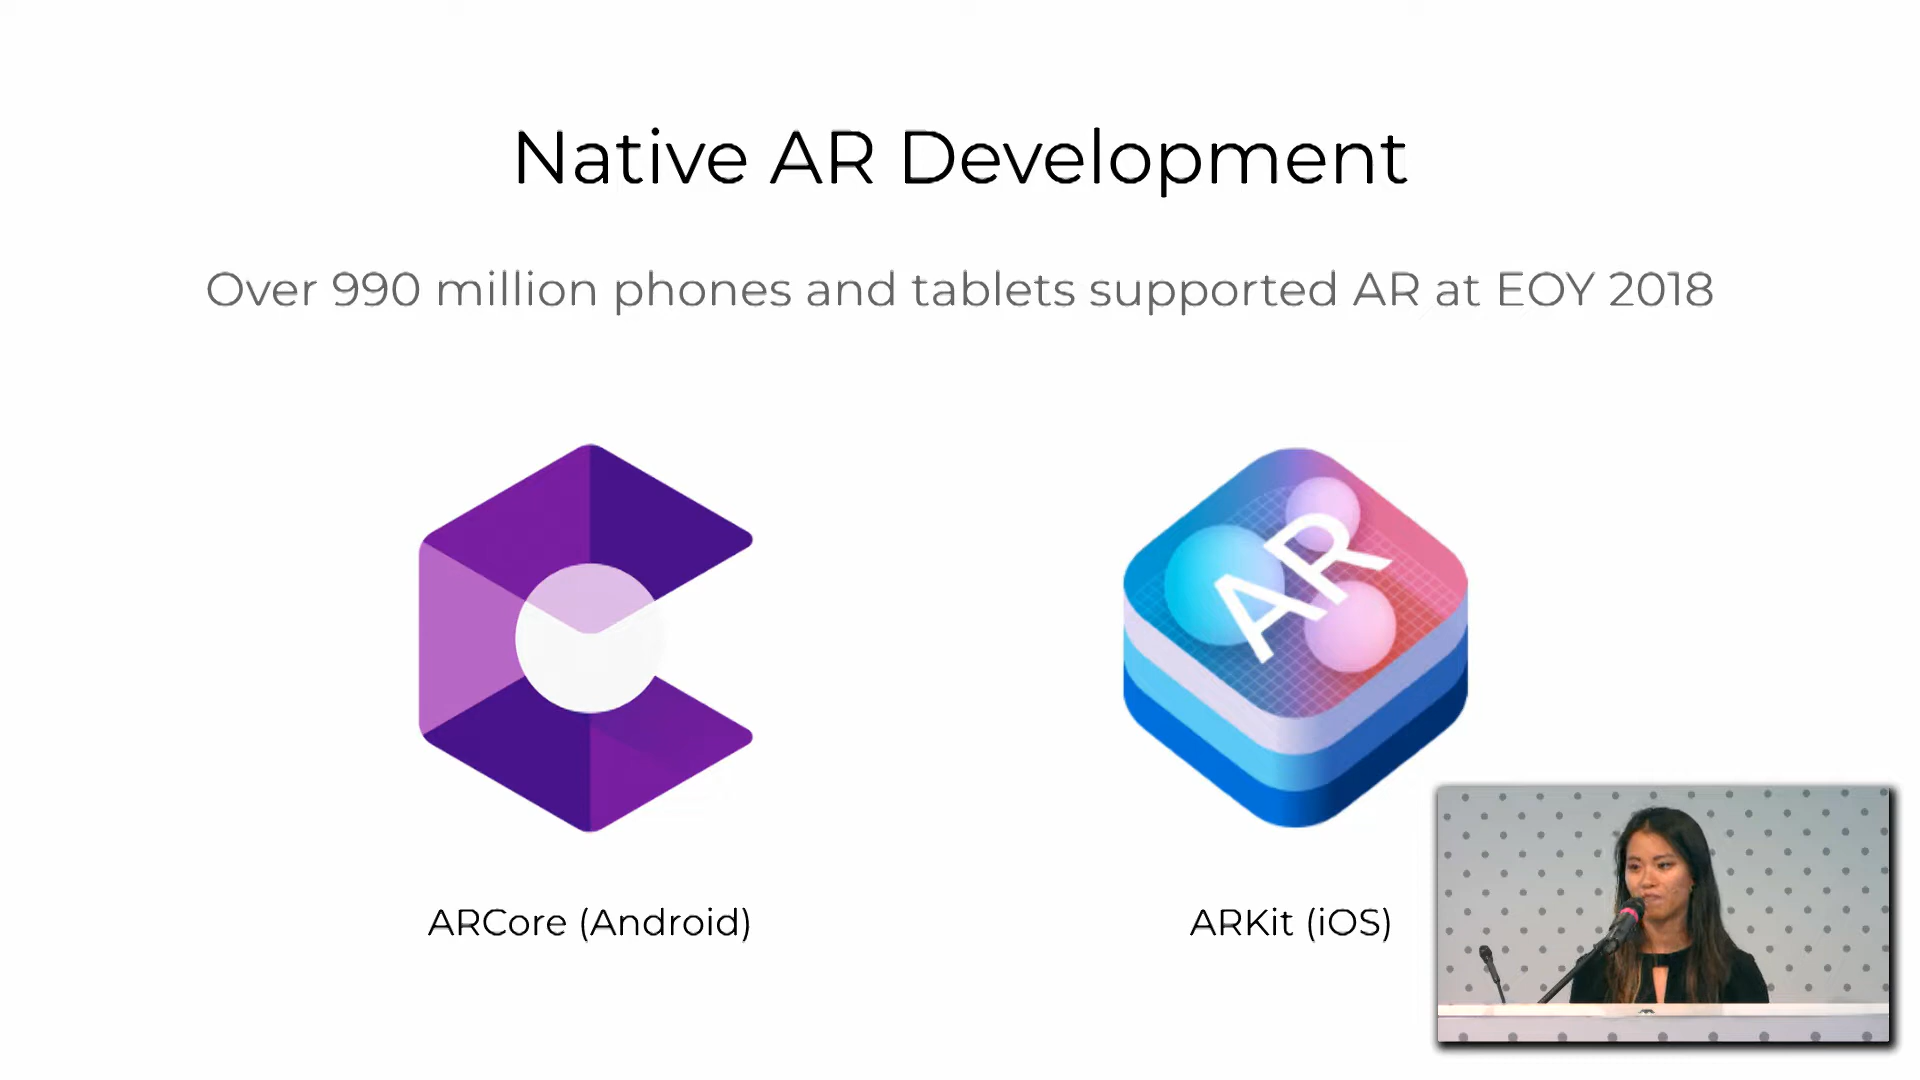 Native AR Development
Over 990 million phones and tablets supported AR at EOY 2018
AR
ARCore (Android)
ARKit (iOS)